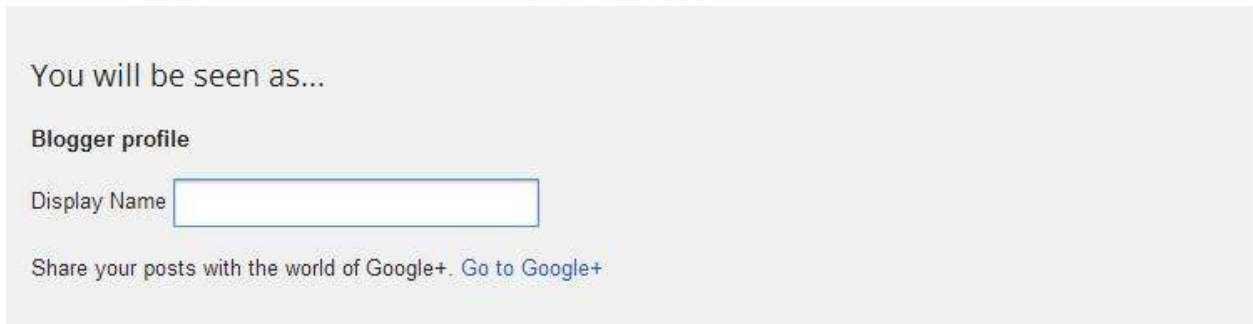 You will be seen as...
Blogger profile
Display Name
Share your posts with the world of Google+. Go to Google+